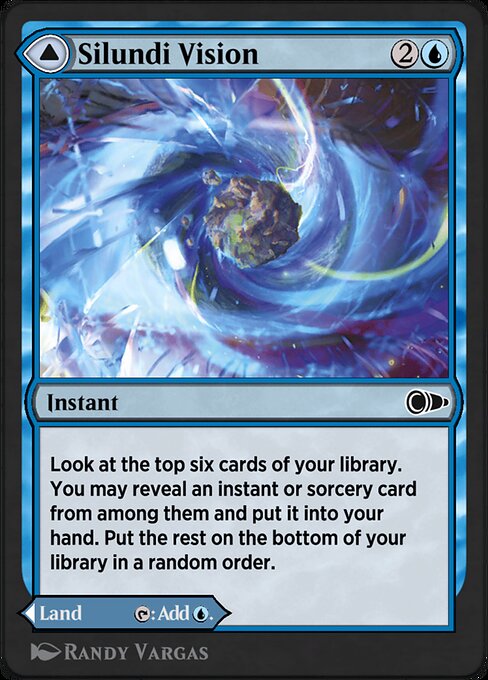 Silundi Vision 2
Instant
Look at the top six cards of your library.
You may reveal an instant or sorcery card
from among them and put it into your
hand. Put the rest on the bottom of your
library in a random order.
Land : Add .
RANDY VARGAS